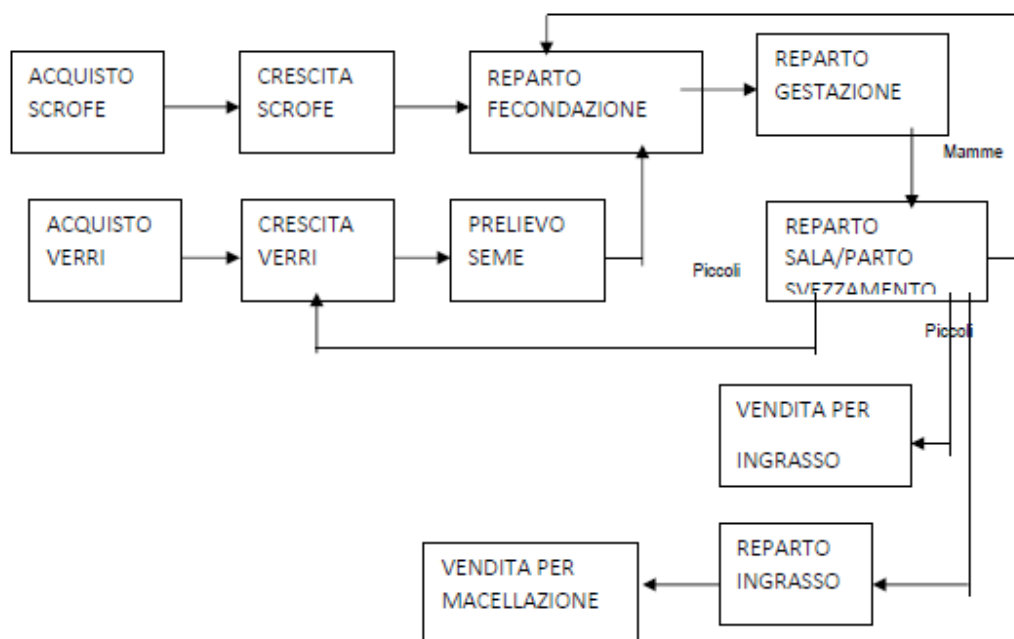 ACQUISTO
SCROFE
CRESCITA
SCROFE
REPARTO
FECONDAZIONE
REPARTO
GESTAZIONE
Mamme
ACQUISTO
VERRI
CRESCITA
VERRI
PRELIEVO
SEME
Piccoli
REPARTO
SALA/PARTO
SVEZZAMENTO
Piccoli
VENDITA PER
INGRASSO
REPARTO
INGRASSO
VENDITA PER
MACELLAZIONE